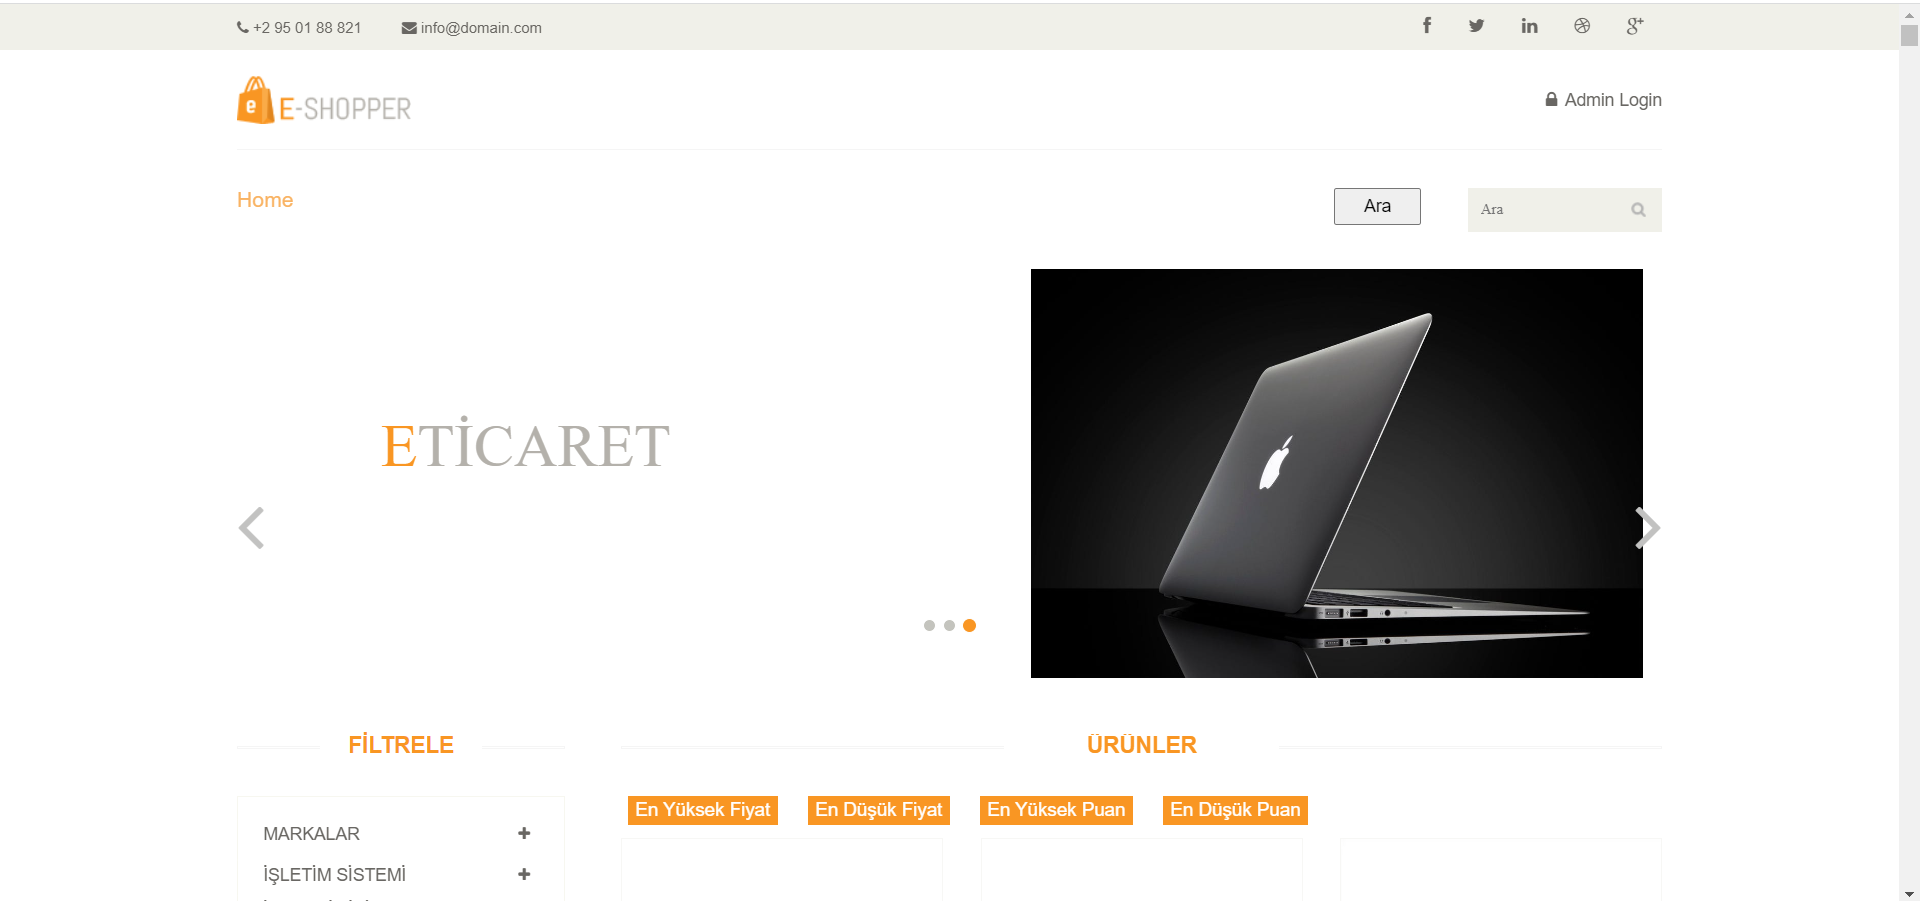 +2 95 01 88 821
info@domain.com
e E-SHOPPER
Admin Login
Home
Ara
Ara
ETİCARET
FİLTRELE
ÜRÜNLER
En Yüksek Fiyat
En Düşük Fiyat
En Yüksek Puan
En Düşük Puan
MARKALAR
İŞLETİM SİSTEMİ